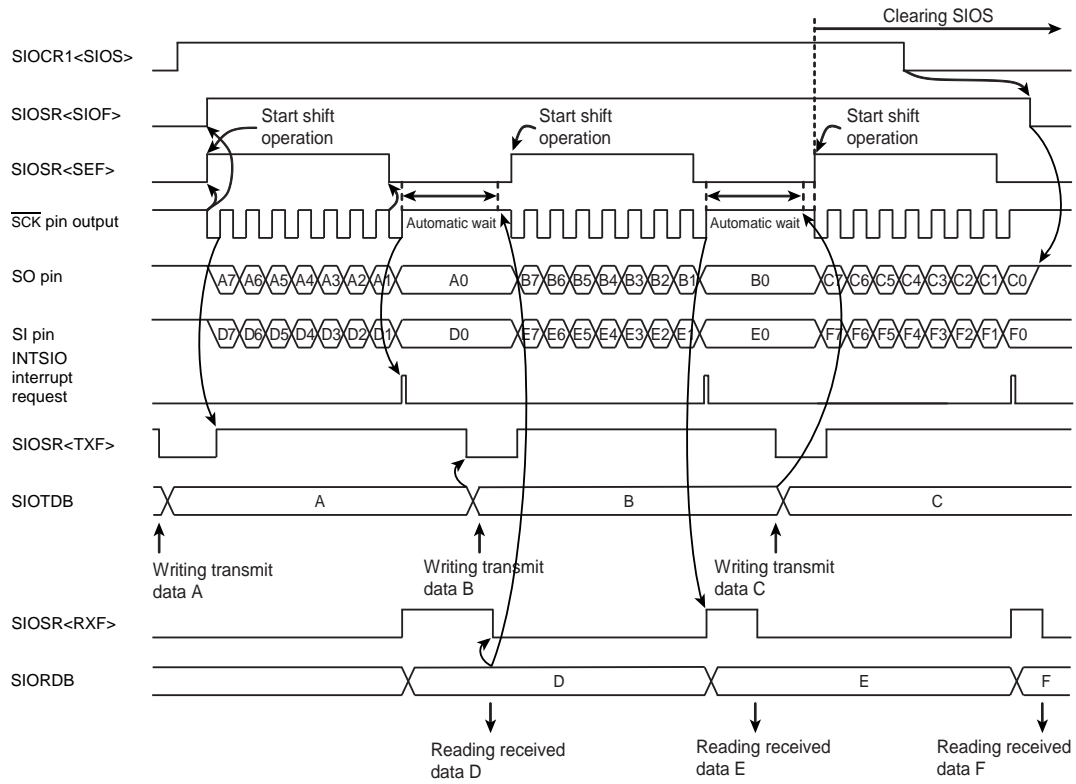 Clearing SIOS
SIOCR1<SIOS>
SIOSR<SIOF>
Start shift
operation
Start shift
operation
Start shift
operation
SIOSR<SEF>
SCK pin output
Automatic wait
Automatic wait
SO pin
A7 A6 A5 A4 A3 A2 A1 A0 B7 B6 B5 B4 B3 B2 B1 B0 C7 C6 C5 C4 C3 C2 C1 C0
SI pin
D7 D6 D5 D4 D3 D2 D1 D0 E7 E6 E5 E4 E3 E2 E1 E0 F7 F6 F5 F4 F3 F2 F1 F0
INTSIO
interrupt
request
SIOSR<TXF>
SIOTDB
A B C
Writing transmit
data A
Writing transmit
data B
Writing transmit
data C
SIOSR<RXF>
SIORDB
D E F
Reading received
data D
Reading received
data E
Reading received
data F